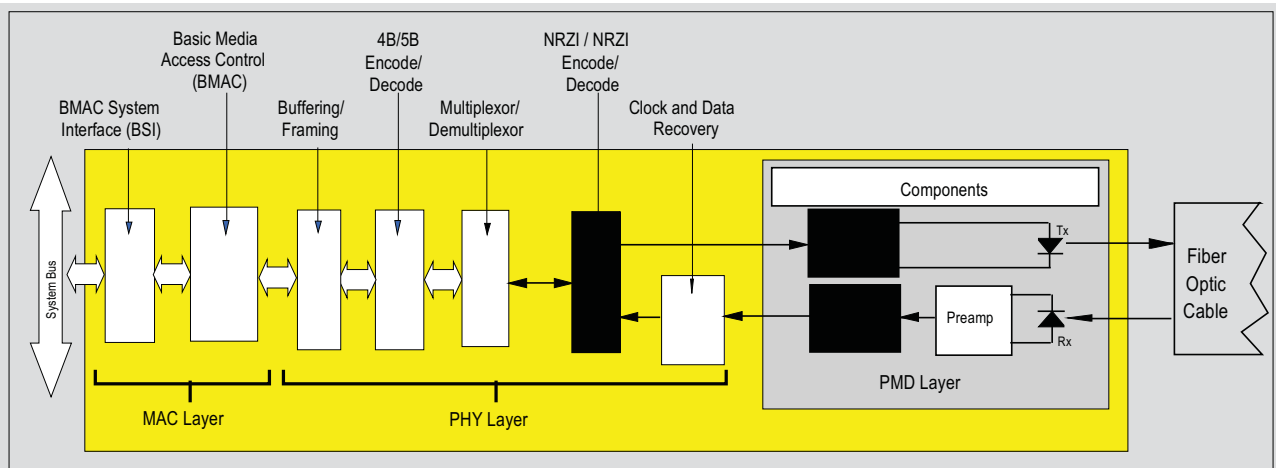 Basic Media
Access Control
(BMAC)
4B/5B
Encode/
Decode
NRZI / NRZI
Encode/
Decode
BMAC System
Interface (BSI)
Buffering/
Framing
Multiplexor/
Demultiplexor
Clock and Data
Recovery
Components
System Bus
Tx
Fiber
Optic
Cable
Preamp
Rx
PMD Layer
MAC Layer
PHY Layer